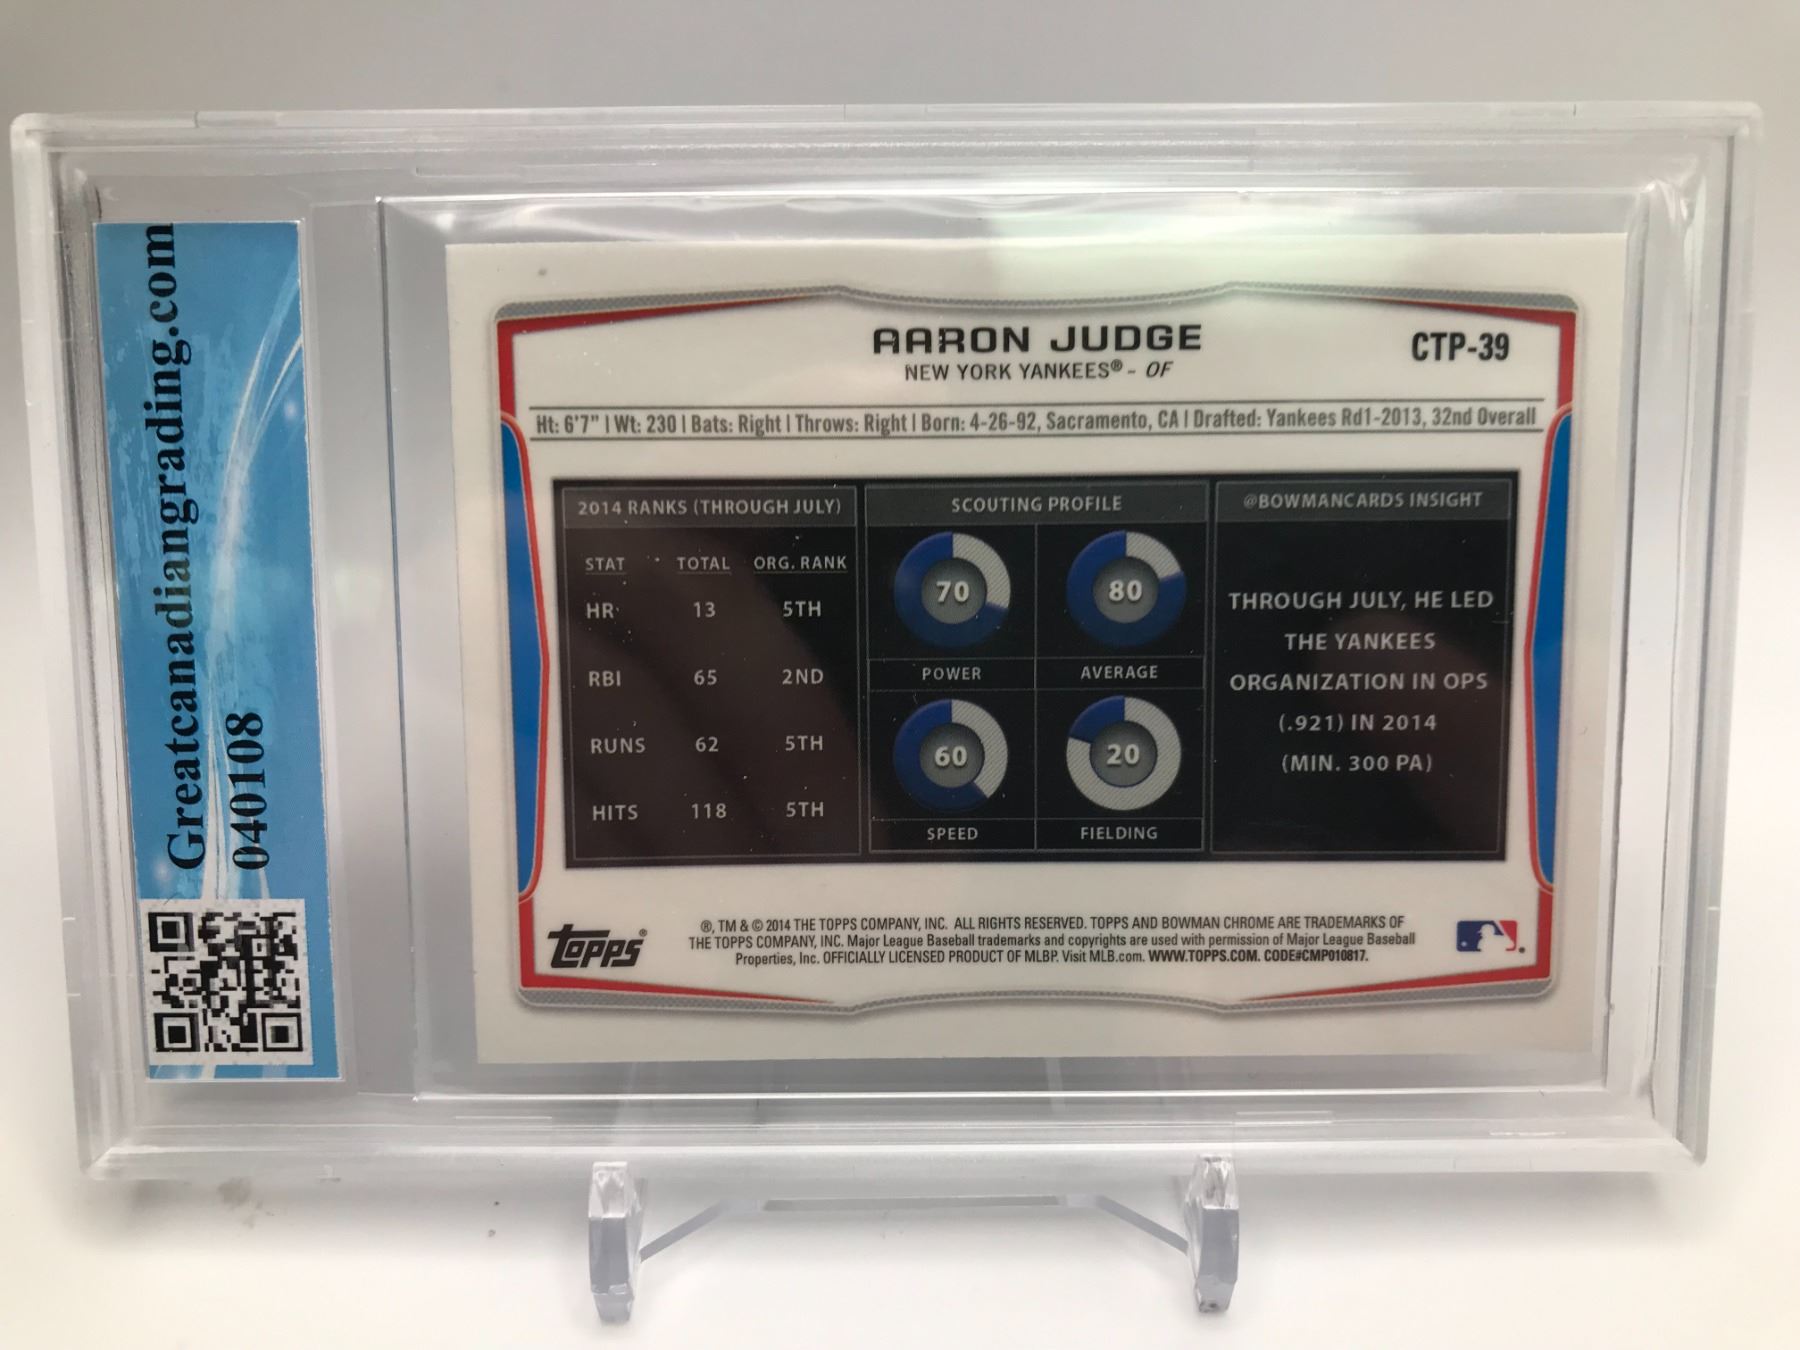 Greatcanadiangrading.com
040108
AARON JUDGE
CTP-39
NEW YORK YANKEES® - OF
Ht: 6'7" | Wt: 230 | Bats: Right | Throws: Right | Born: 4-26-92, Sacramento, CA | Drafted: Yankees Rd1-2013, 32nd Overall
2014 RANKS (THROUGH JULY)
STAT TOTAL ORG. RANK
HR 13 5TH
RBI 65 2ND
RUNS 62 5TH
HITS 118 5TH
SCOUTING PROFILE
70 80
POWER AVERAGE
60 20
SPEED FIELDING
@BOWMANCARDS INSIGHT
THROUGH JULY, HE LED
THE YANKEES
ORGANIZATION IN OPS
(.921) IN 2014
(MIN. 300 PA)
TOPPS®
®, TM & © 2014 THE TOPPS COMPANY, INC. ALL RIGHTS RESERVED. TOPPS AND BOWMAN CHROME ARE TRADEMARKS OF
THE TOPPS COMPANY, INC. Major League Baseball trademarks and copyrights are used with permission of Major League Baseball
Properties, Inc. OFFICIALLY LICENSED PRODUCT OF MLBP. Visit MLB.com. WWW.TOPPS.COM. CODE#CMP010817.